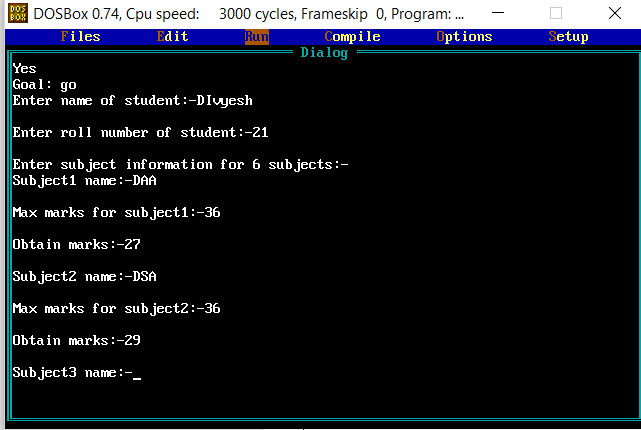 DOS
BOX
DOSBox 0.74, Cpu speed: 3000 cycles, Frameskip 0, Program: ...
Files Edit Run Compile Options Setup
Dialog
Yes
Goal: go
Enter name of student:-DIvyesh
Enter roll number of student:-21
Enter subject information for 6 subjects:-
Subject1 name:-DAA
Max marks for subject1:-36
Obtain marks:-27
Subject2 name:-DSA
Max marks for subject2:-36
Obtain marks:-29
Subject3 name:-_